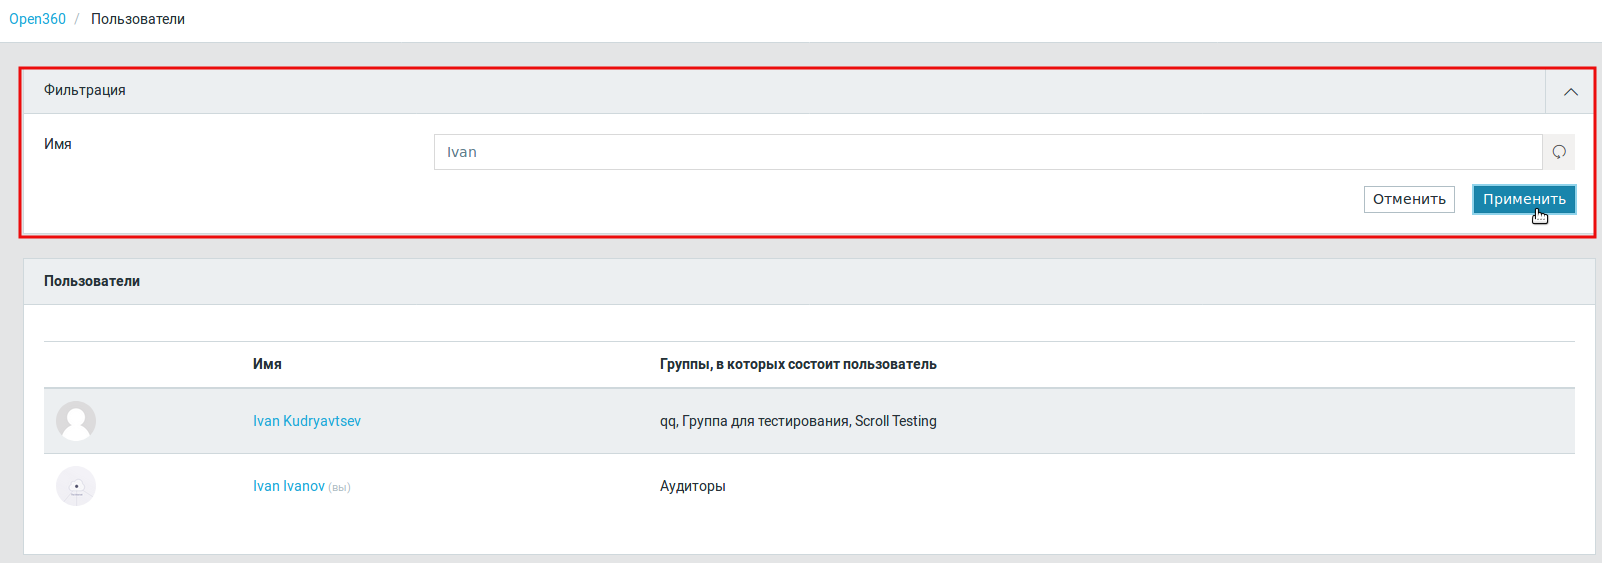 Open360 / Пользователи
Фильтрация
Имя
Ivan
Отменить Применить
Пользователи
Имя Группы, в которых состоит пользователь
Ivan Kudryavtsev qq, Группа для тестирования, Scroll Testing
Ivan Ivanov (вы) Аудиторы